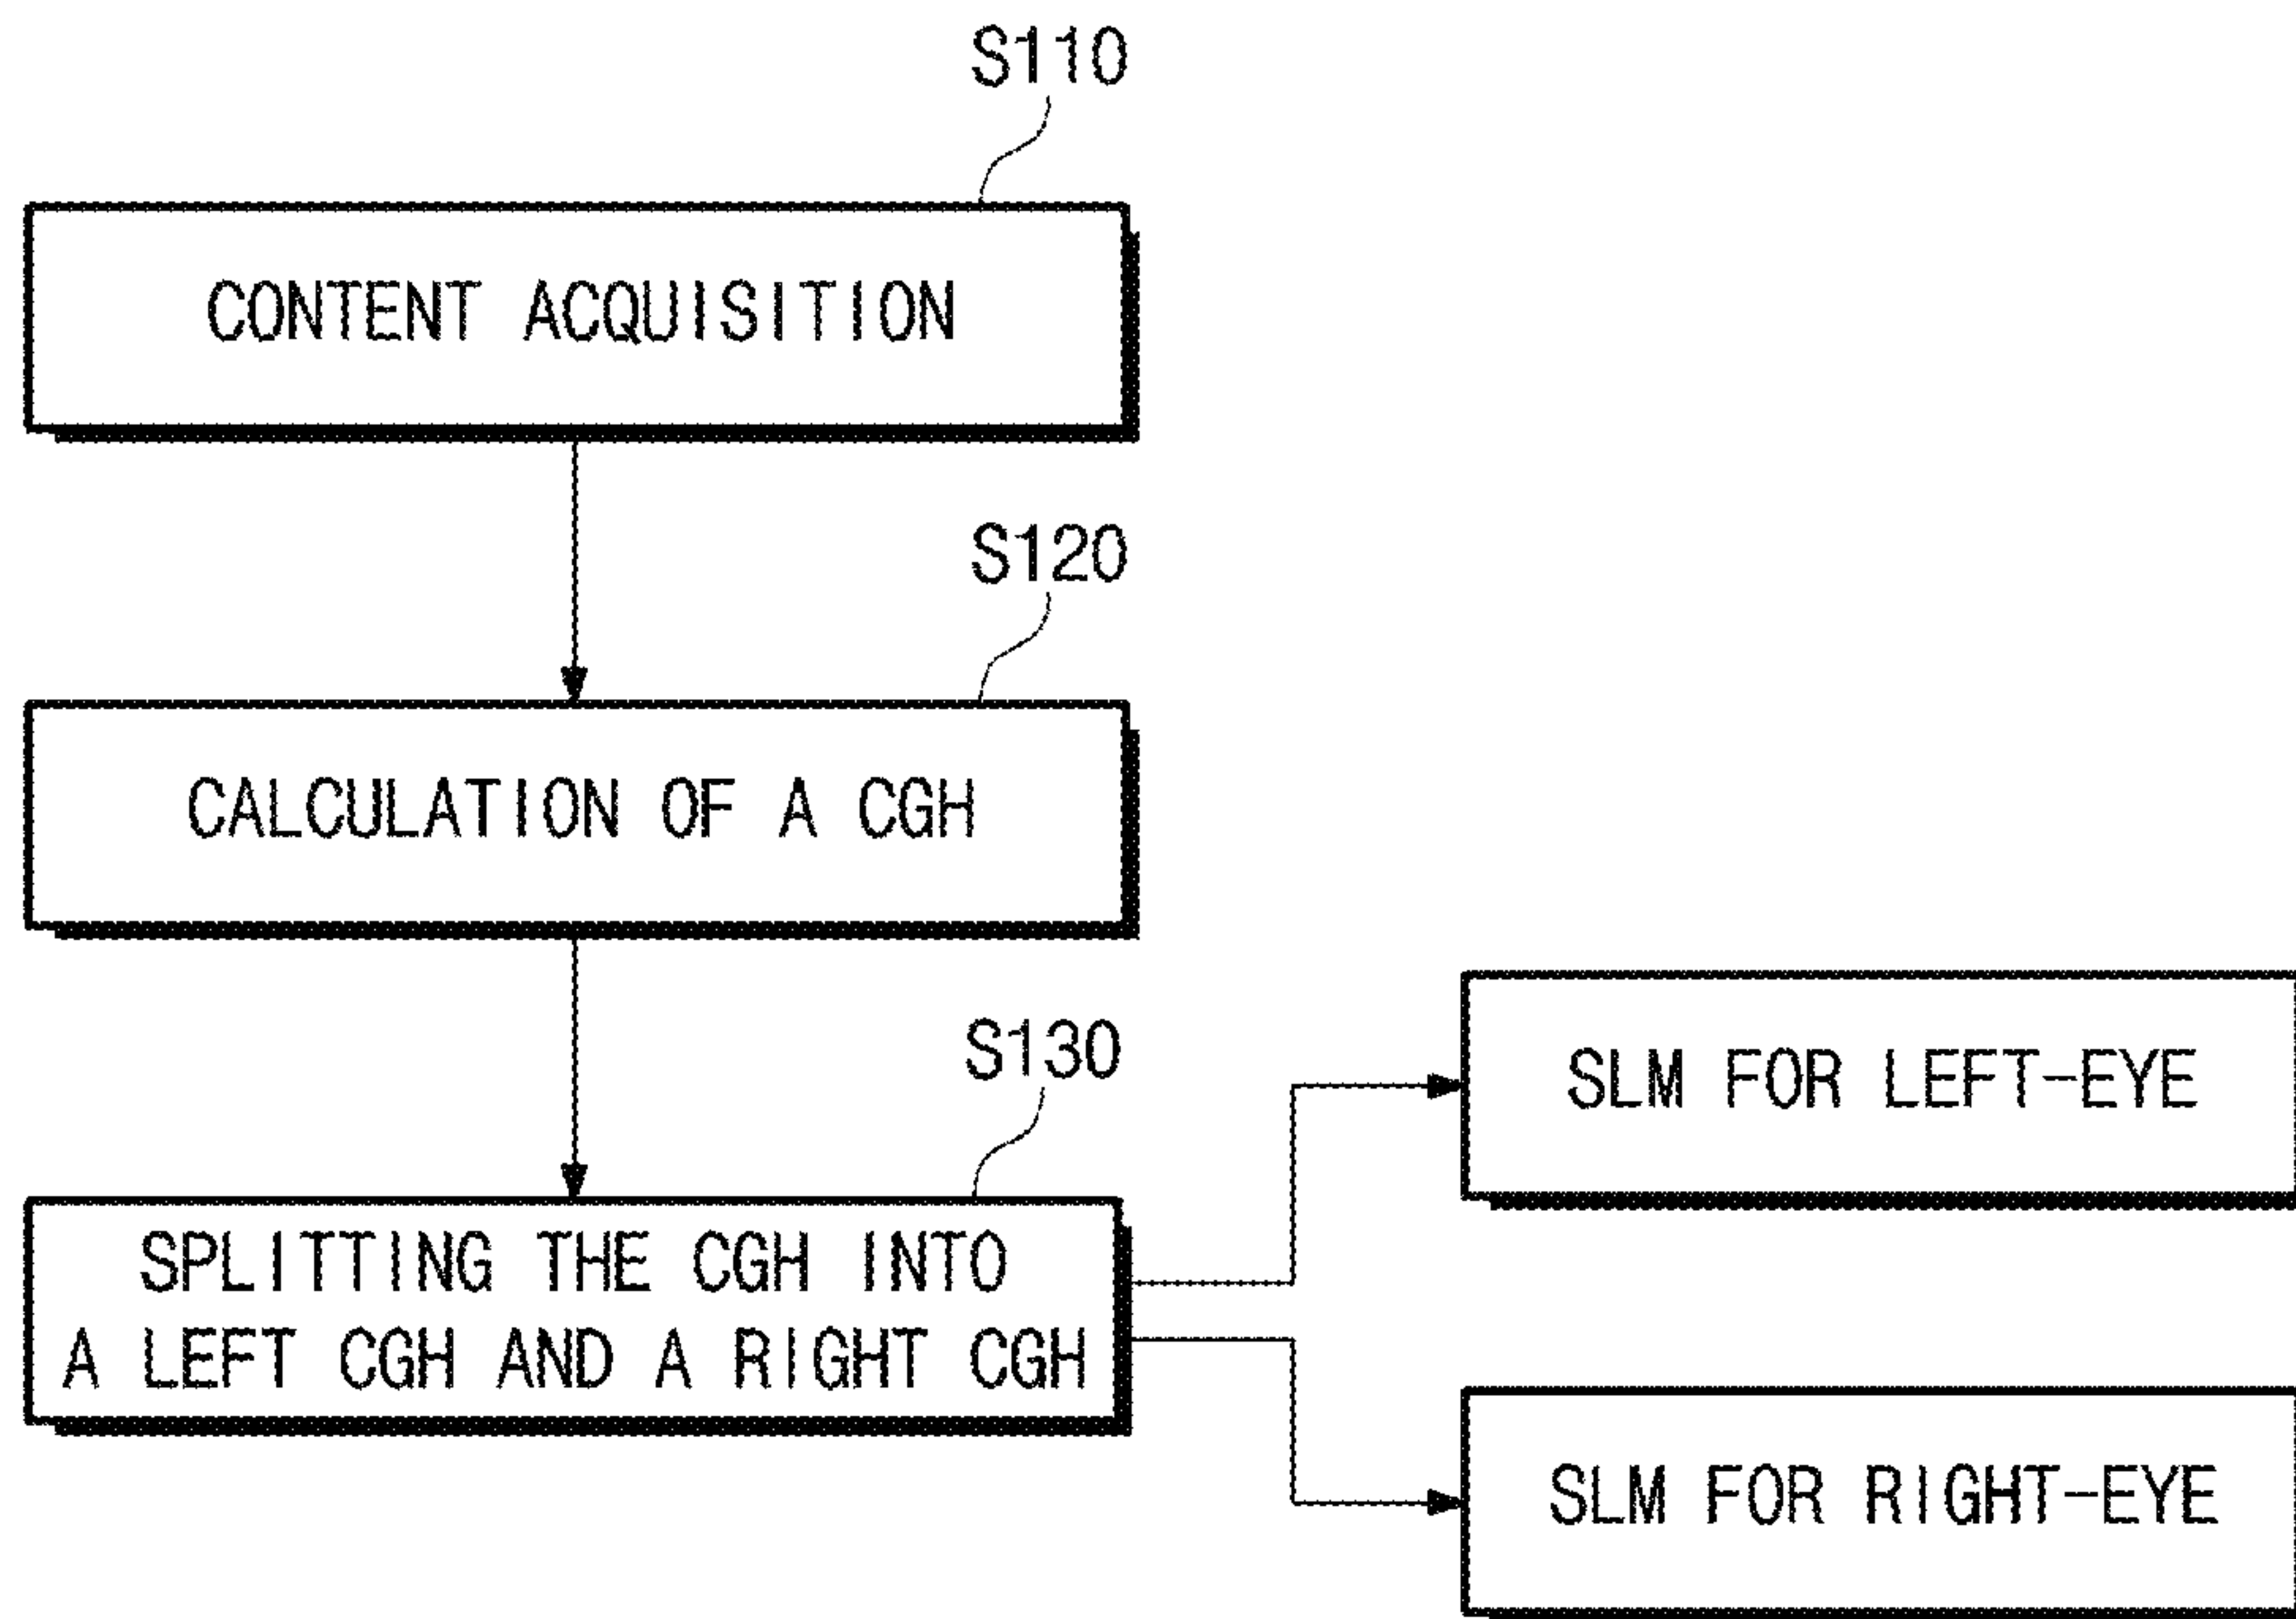 S110
CONTENT ACQUISITION
S120
CALCULATION OF A CGH
S130
SPLITTING THE CGH INTO
A LEFT CGH AND A RIGHT CGH
SLM FOR LEFT-EYE
SLM FOR RIGHT-EYE